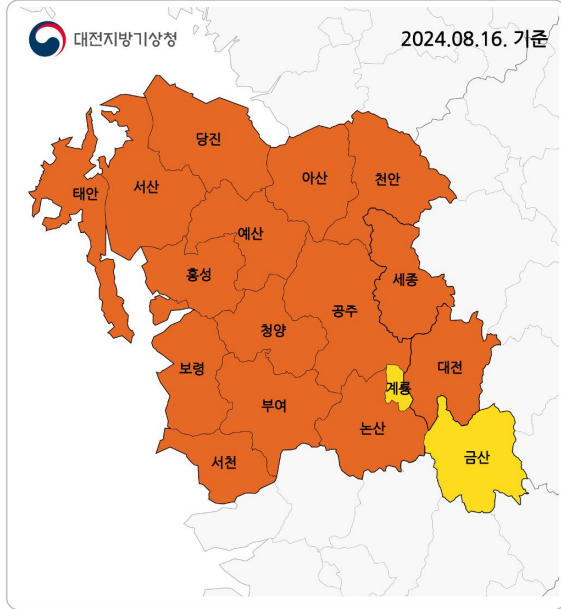 대전지방기상청
2024.08.16. 기준
당진
아산
천안
태안
서산
예산
홍성
세종
공주
청양
보령
대전
계룡
부여
논산
서천
금산